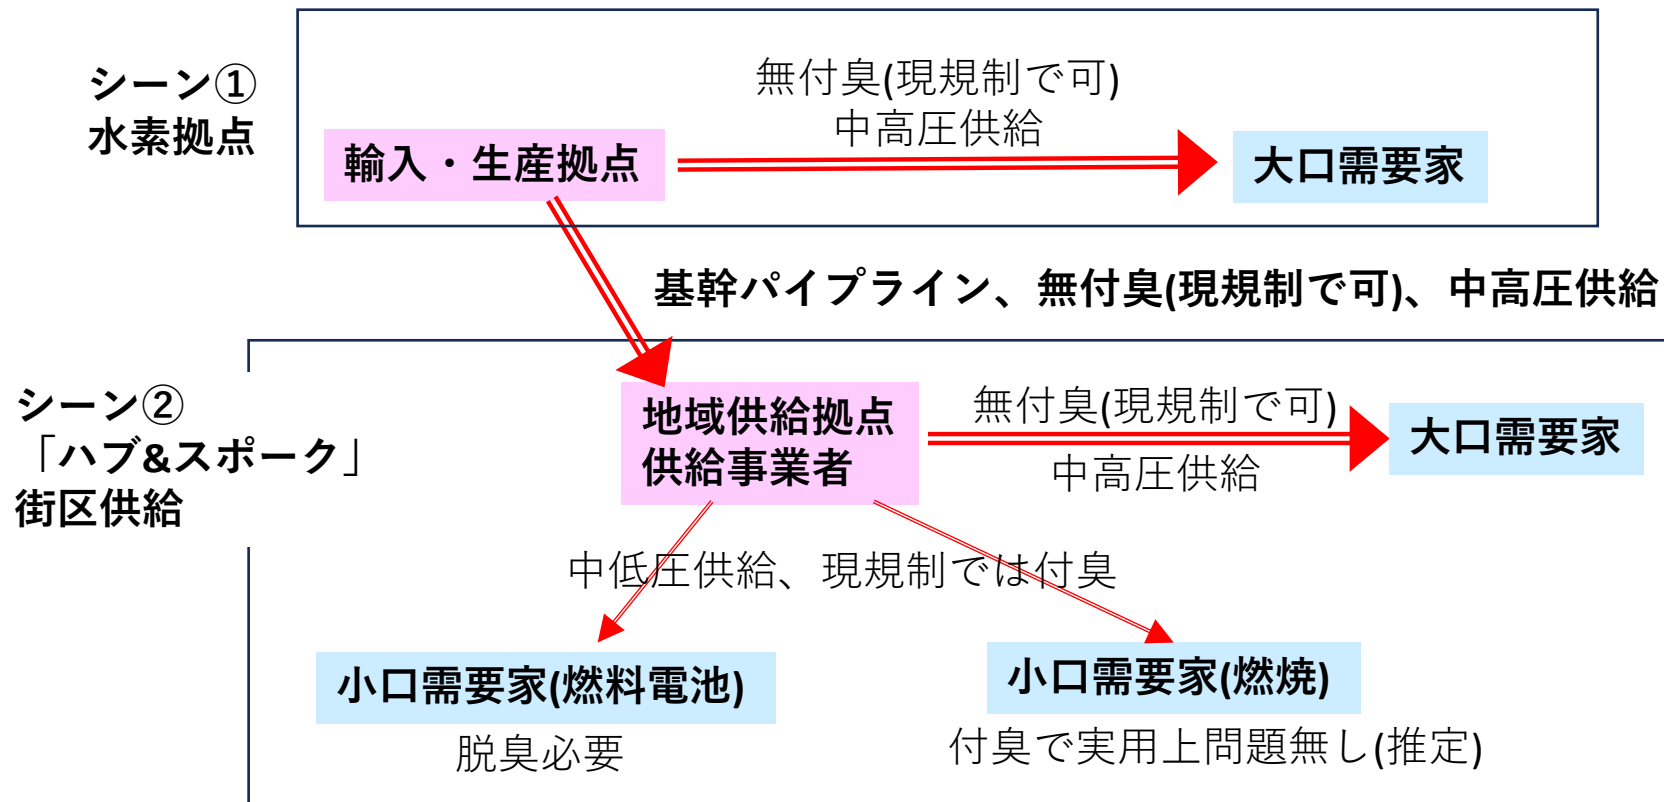 シーン①
水素拠点
無付臭(現規制で可)
中高圧供給
輸入・生産拠点
大口需要家
基幹パイプライン、無付臭(現規制で可)、中高圧供給
シーン②
「ハブ&スポーク」
街区供給
地域供給拠点
供給事業者
無付臭(現規制で可)
中高圧供給
大口需要家
中低圧供給、現規制では付臭
小口需要家(燃料電池)
脱臭必要
小口需要家(燃焼)
付臭で実用上問題無し(推定)